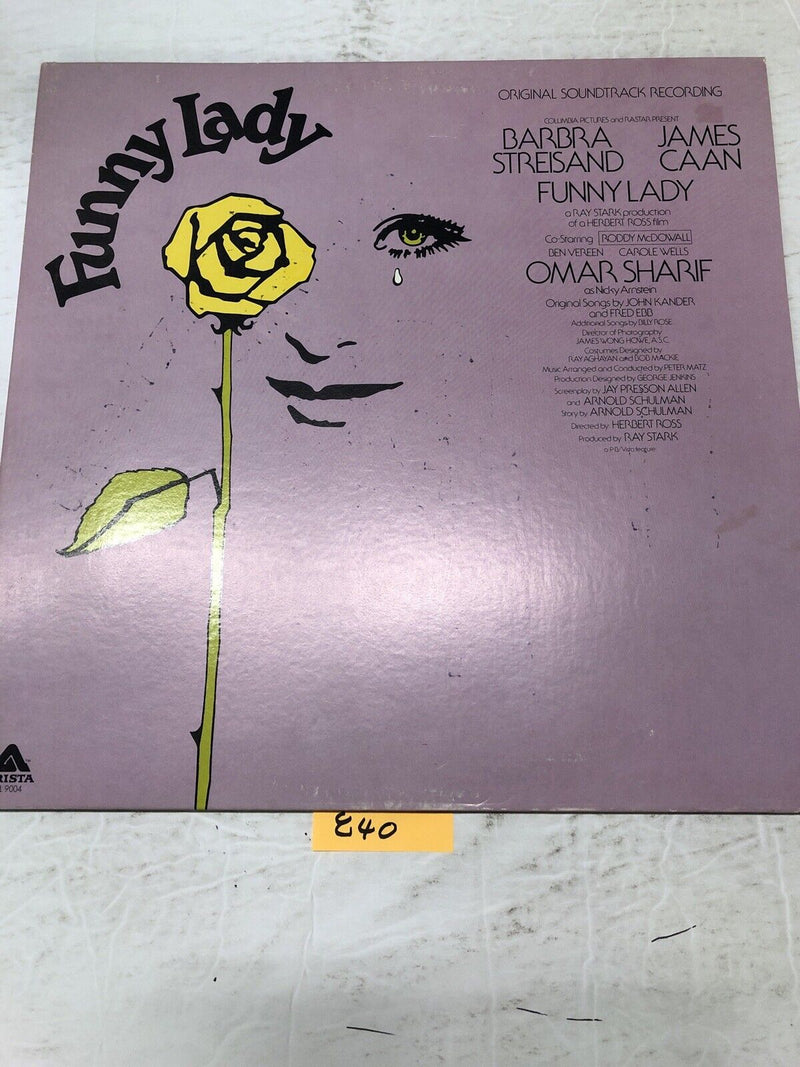 Funny Lady
ORIGINAL SOUNDTRACK RECORDING
COLUMBIA PICTURES and RASTAR PRESENT
BARBRA STREISAND
JAMES CAAN
FUNNY LADY
a RAY STARK production
of a HERBERT ROSS film
Co-Starring RODDY McDOWALL
BEN VEREEN CAROLE WELLS
OMAR SHARIF
as Nicky Arnstein
Original Songs by JOHN KANDER
and FRED EBB
Additional Songs by BILLY ROSE
Director of Photography
JAMES WONG HOWE, A.S.C.
Costumes Designed by
RAY AGHAYAN and BOB MACKIE
Music Arranged and Conducted by PETER MATZ
Production Designed by GEORGE JENKINS
Screenplay by JAY PRESSON ALLEN
and ARNOLD SCHULMAN
Story by ARNOLD SCHULMAN
Directed by HERBERT ROSS
Produced by RAY STARK
a P.B/Vista feature
RISTA
L 9004
E40